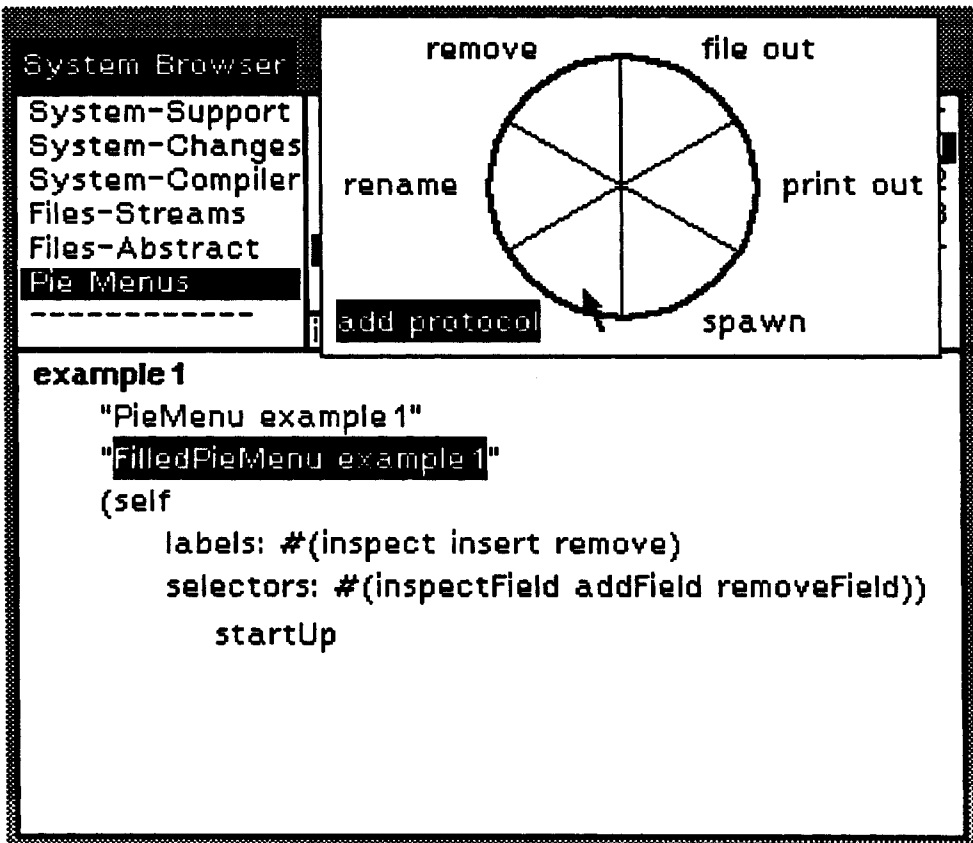 System Browser
System-Support
System-Changes
System-Compiler
Files-Streams
Files-Abstract
Pie Menus
------------
remove
file out
rename
print out
add protocol
spawn
example1
"PieMenu example1"
"FilledPieMenu example1"
(self
labels: #(inspect insert remove)
selectors: #(inspectField addField removeField))
startUp